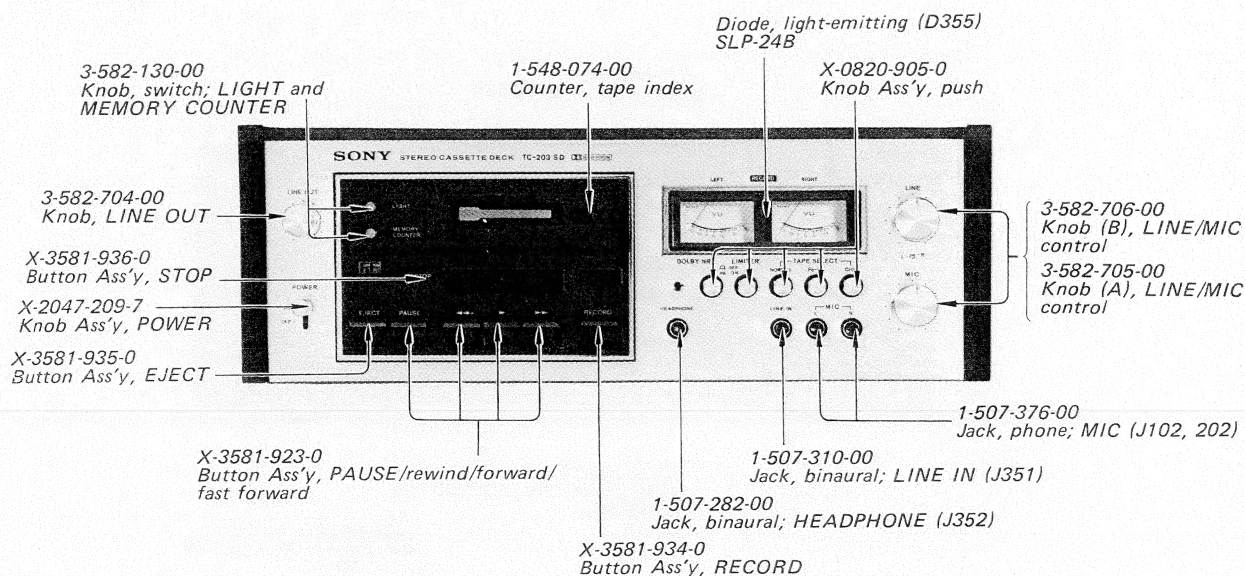 Diode, light-emitting (D355)
SLP-24B
3-582-130-00
Knob, switch; LIGHT and
MEMORY COUNTER
1-548-074-00
Counter, tape index
X-0820-905-0
Knob Ass'y, push
SONY STEREO CASSETTE DECK TC-203 SD
LEFT RECORD RIGHT
LINE OUT
LINE
3-582-704-00
Knob, LINE OUT
LIGHT
VU VU
MEMORY
COUNTER
3-582-706-00
Knob (B), LINE/MIC
control
3-582-705-00
Knob (A), LINE/MIC
control
X-3581-936-0
Button Ass'y, STOP
DOLBY NR LIMITER TAPE SELECT
MIC
POWER
X-2047-209-7
Knob Ass'y, POWER
EJECT PAUSE ◀◀ ▶ ▶▶ RECORD
HEADPHONE LINE IN MIC
X-3581-935-0
Button Ass'y, EJECT
X-3581-923-0
Button Ass'y, PAUSE/rewind/forward/
fast forward
1-507-376-00
Jack, phone; MIC (J102, 202)
1-507-310-00
Jack, binaural; LINE IN (J351)
1-507-282-00
Jack, binaural; HEADPHONE (J352)
X-3581-934-0
Button Ass'y, RECORD